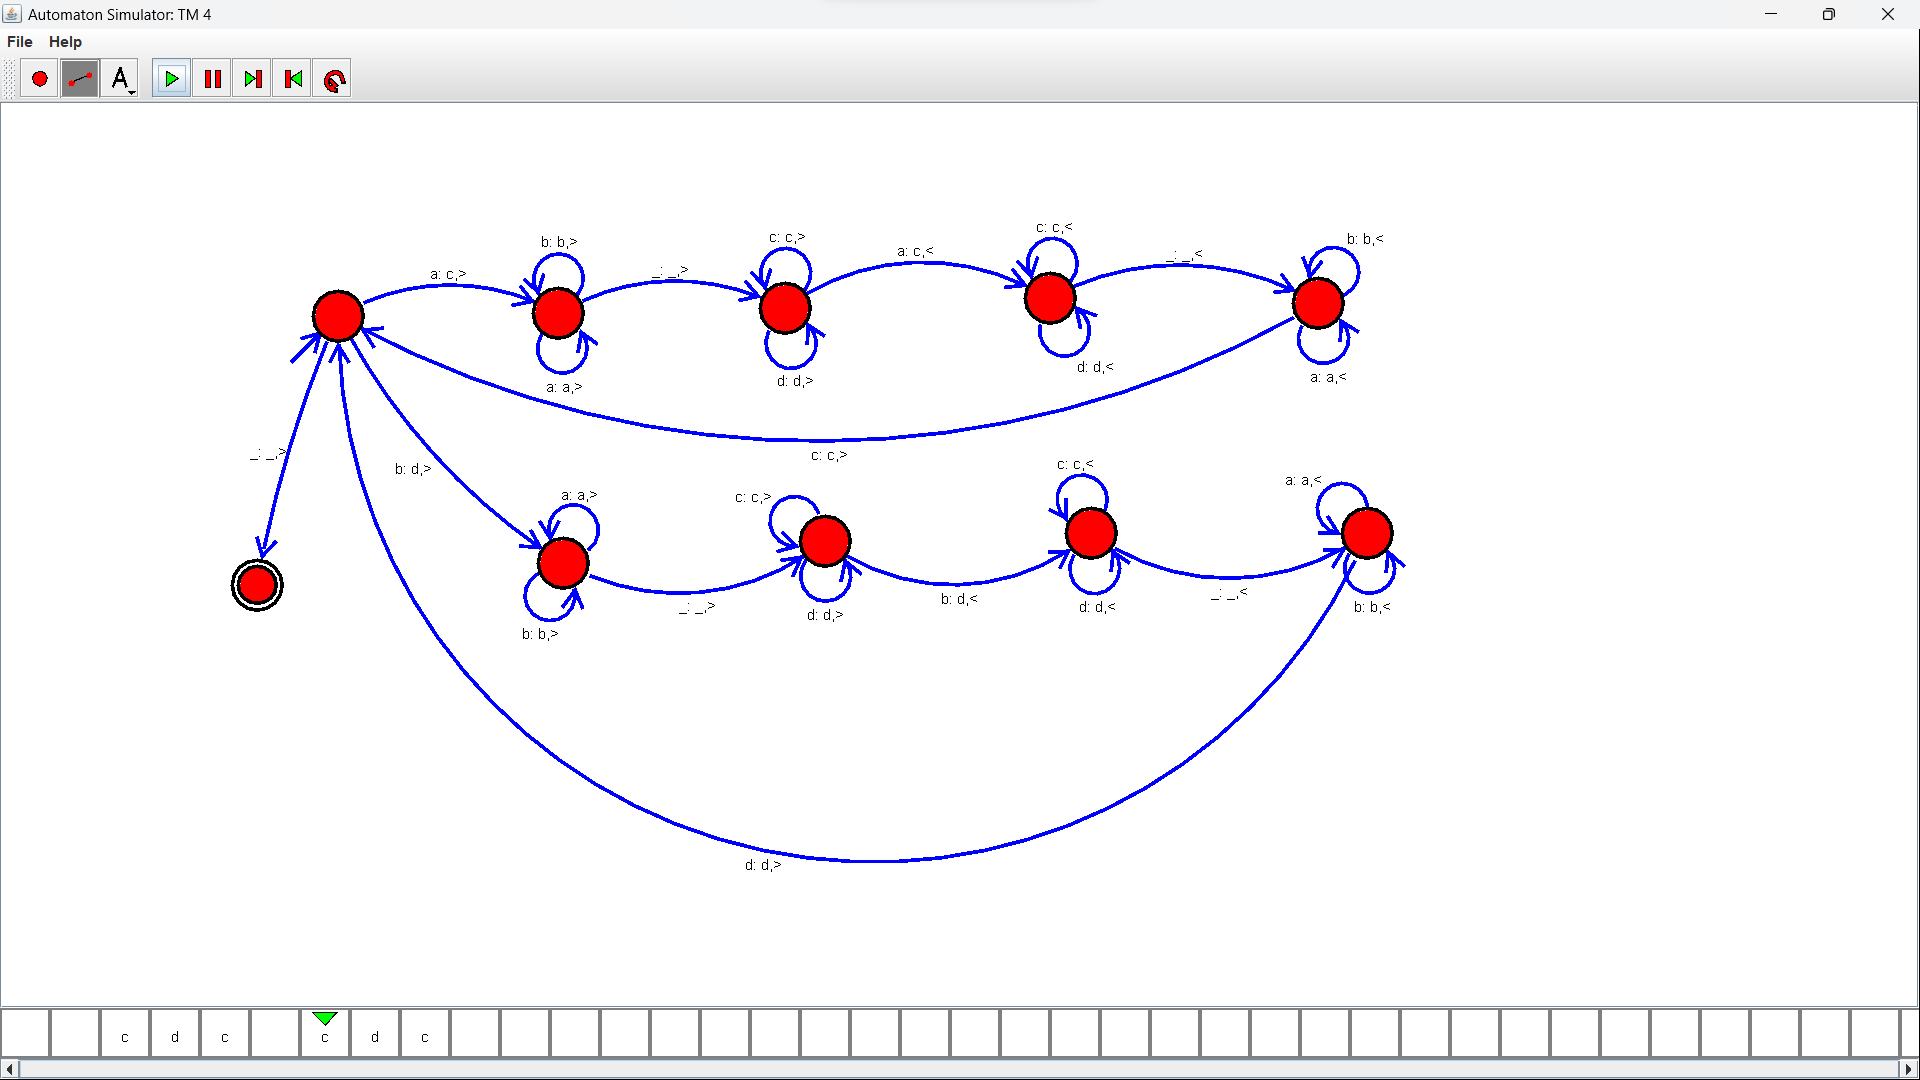 Automaton Simulator: TM 4
File Help
A
c: c,<
b: b,> c: c,> b: b,<
a: c,> _: _,> a: c,< _: _,<
a: a,> d: d,> d: d,< a: a,<
_: _,> b: d,> c: c,>
c: c,<
a: a,> c: c,> a: a,<
b: b,> _: _,> d: d,> b: d,< d: d,< _: _,< b: b,<
d: d,>
c d c c d c